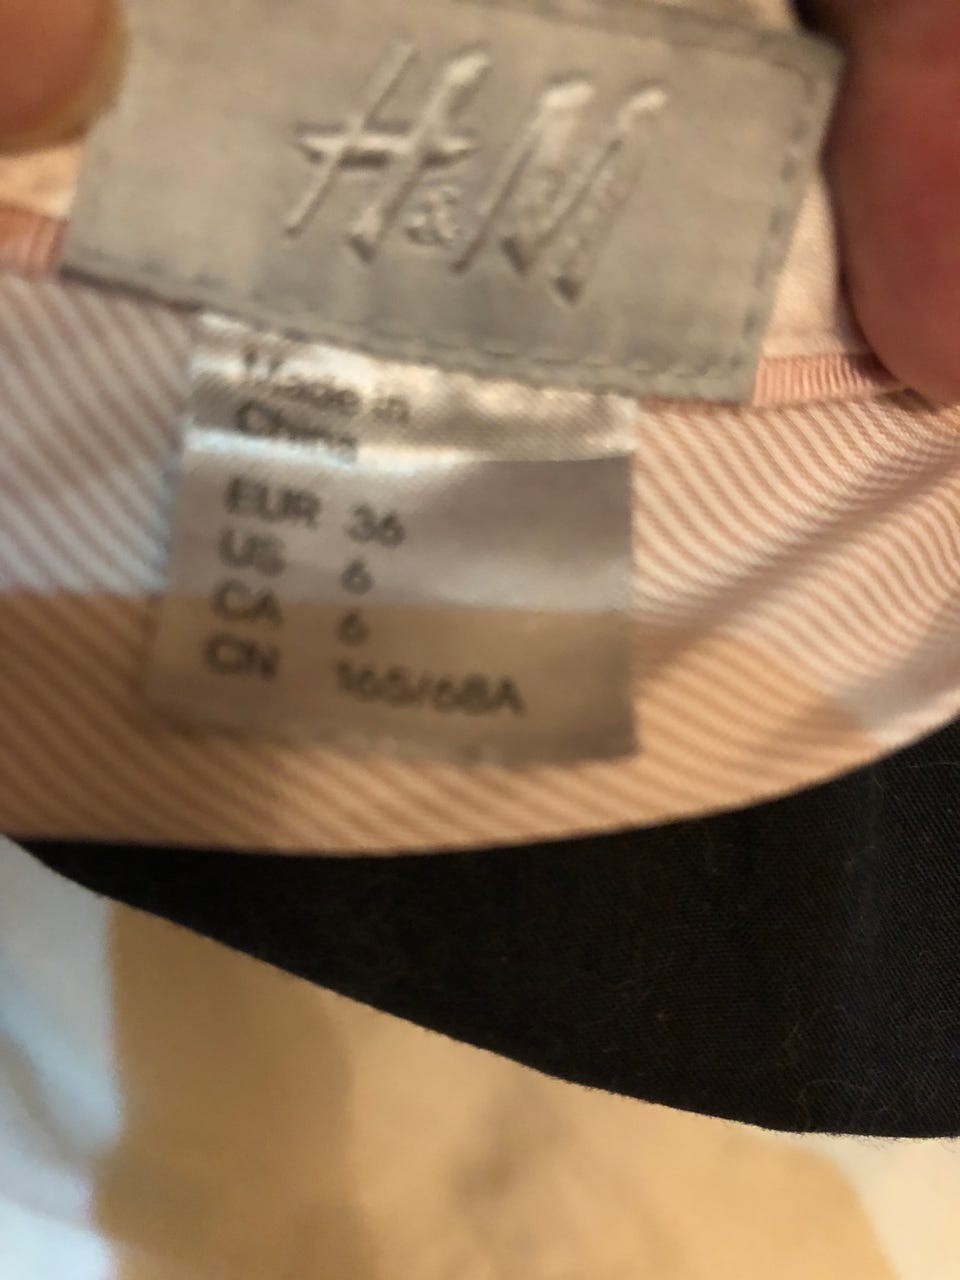 H&M
Made in
China
EUR 36
US 6
CA 6
CN 165/68A